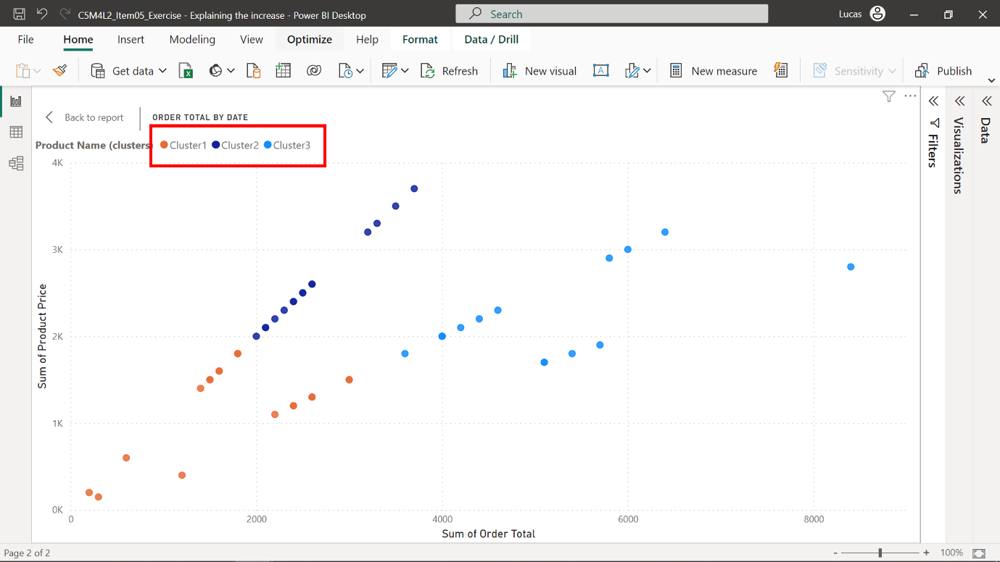 C5M4L2_Item05_Exercise - Explaining the increase - Power BI Desktop
Search
Lucas
File Home Insert Modeling View Optimize Help Format Data / Drill
Get data Refresh New visual New measure Sensitivity Publish
Back to report ORDER TOTAL BY DATE
Product Name (clusters) Cluster1 Cluster2 Cluster3
4K
3K
2K
1K
0K
Sum of Product Price
0 2000 4000 6000 8000
Sum of Order Total
Filters
Visualizations
Data
Page 2 of 2
- + 100%